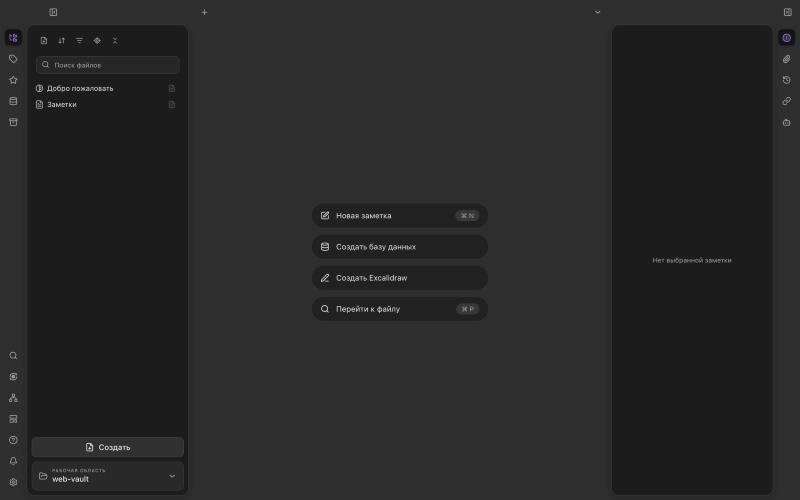 Поиск файлов
Добро пожаловать
Заметки
Новая заметка ⌘ N
Создать базу данных
Создать Excalidraw
Перейти к файлу ⌘ P
Нет выбранной заметки
Создать
РАБОЧАЯ ОБЛАСТЬ
web-vault